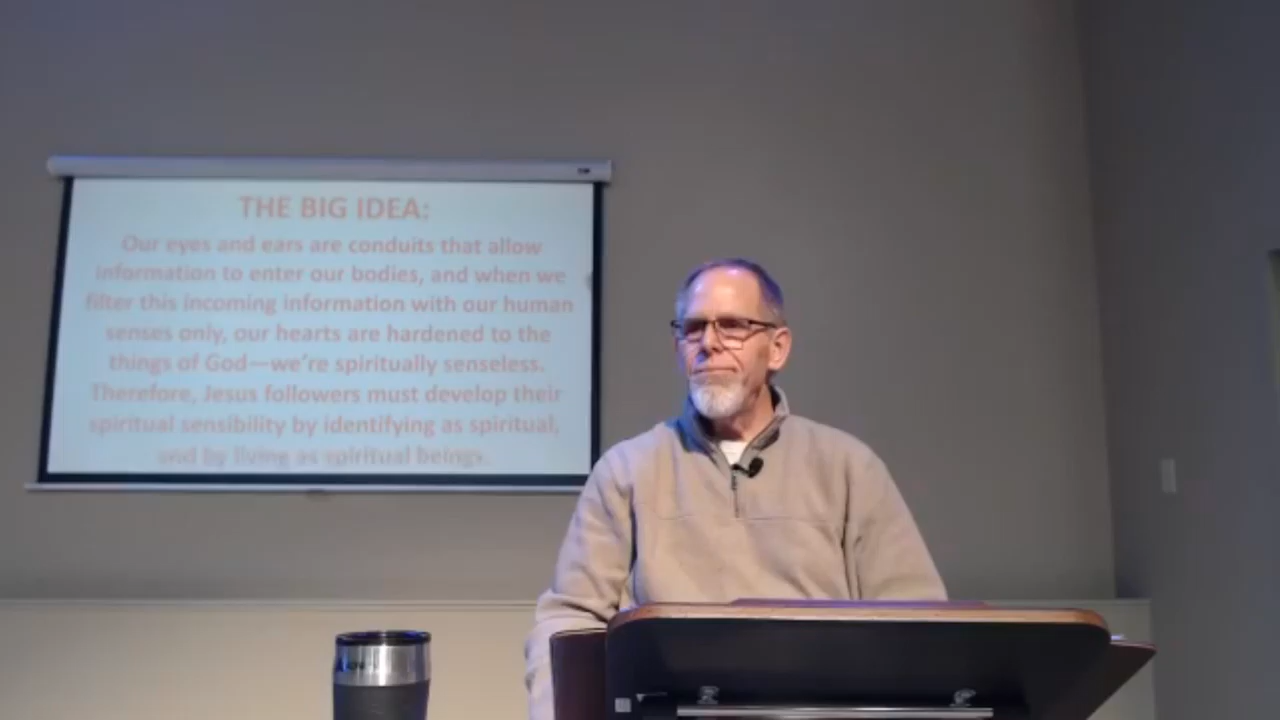 THE BIG IDEA:
Our eyes and ears are conduits that allow
information to enter our bodies, and when we
filter this incoming information with our human
senses only, our hearts are hardened to the
things of God—we're spiritually senseless.
Therefore, Jesus followers must develop their
spiritual sensibility by identifying as spiritual,
and by living as spiritual beings.